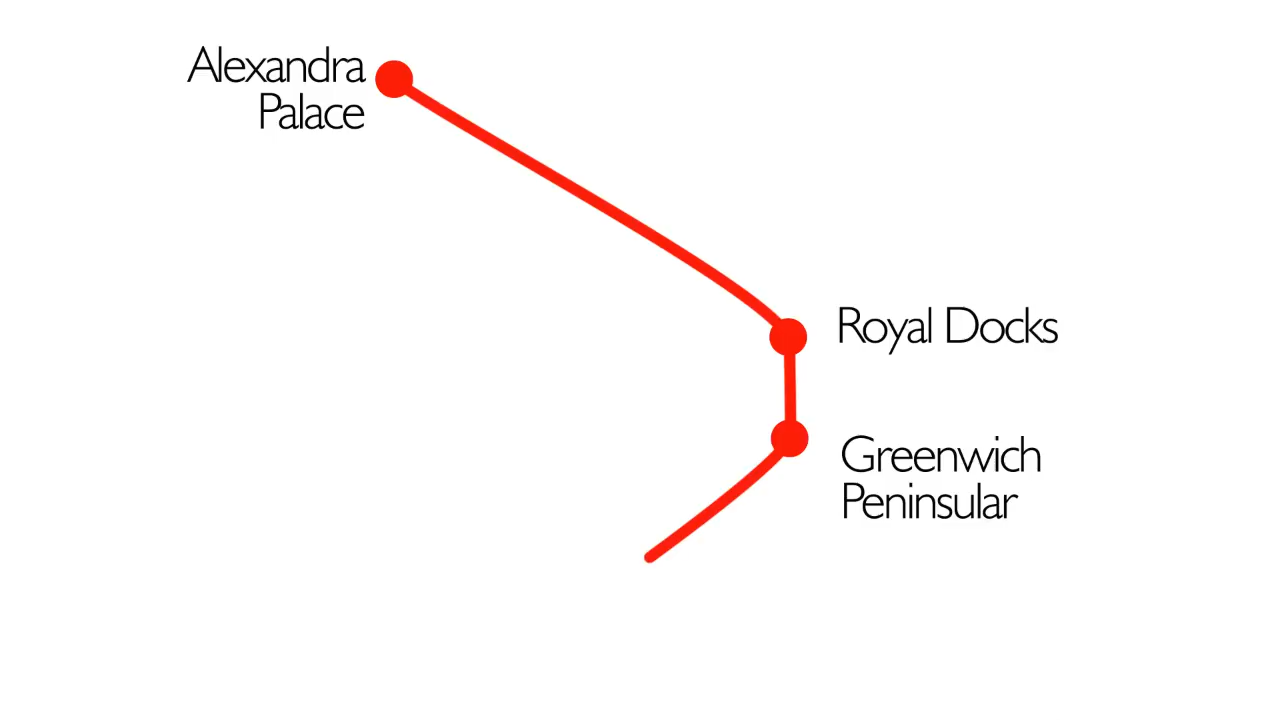 Alexandra
Palace
Royal Docks
Greenwich
Peninsular